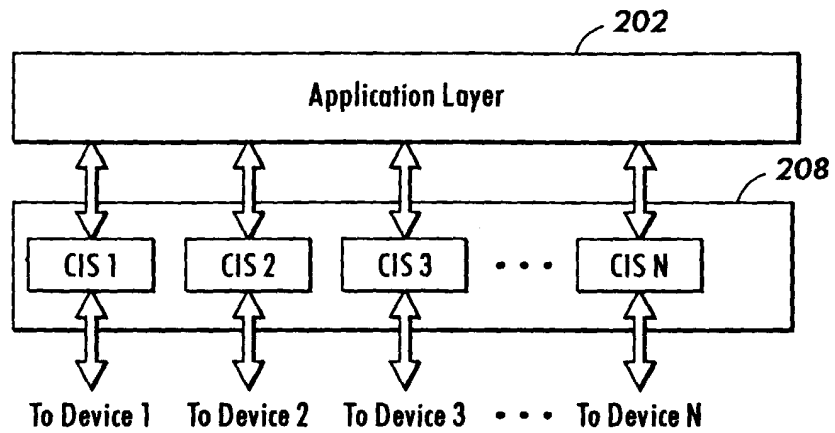 202
Application Layer
208
CIS 1 CIS 2 CIS 3 • • • CIS N
To Device 1 To Device 2 To Device 3 • • • To Device N